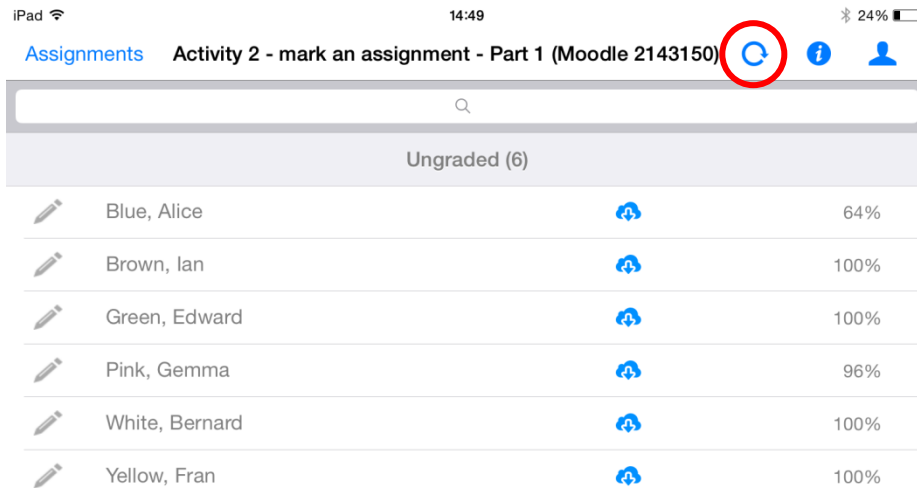 iPad 14:49 24%
Assignments Activity 2 - mark an assignment - Part 1 (Moodle 2143150)
Ungraded (6)
Blue, Alice 64%
Brown, Ian 100%
Green, Edward 100%
Pink, Gemma 96%
White, Bernard 100%
Yellow, Fran 100%